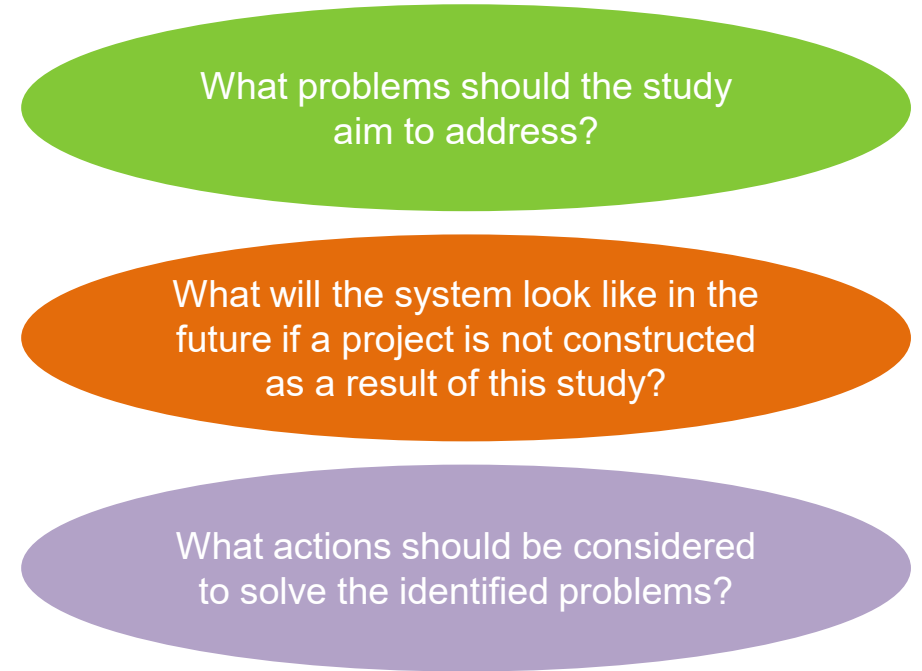 What problems should the study
aim to address?
What will the system look like in the
future if a project is not constructed
as a result of this study?
What actions should be considered
to solve the identified problems?